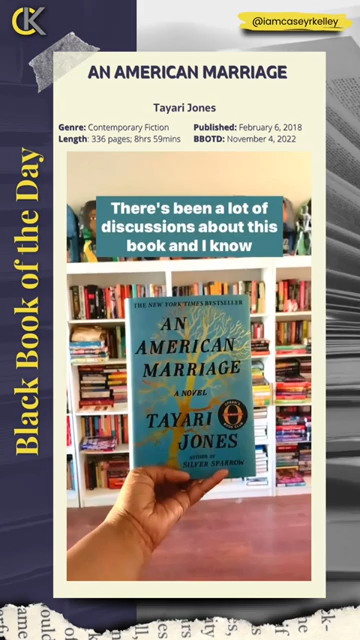 CK
@iamcaseyrkelley
AN AMERICAN MARRIAGE
Tayari Jones
Genre: Contemporary Fiction
Length: 336 pages; 8hrs 59mins
Published: February 6, 2018
BBOTD: November 4, 2022
Black Book of the Day
There's been a lot of
discussions about this
book and I know
THE NEW YORK TIMES BESTSELLER
AN
AMERICAN
MARRIAGE
A NOVEL
TAYARI
JONES
AUTHOR OF
SILVER SPARROW